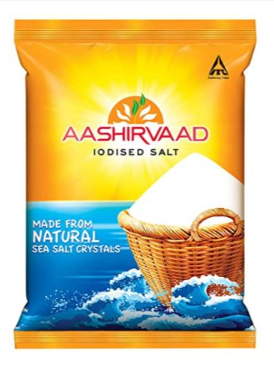 AASHIRVAAD
IODISED SALT
MADE FROM
NATURAL
SEA SALT CRYSTALS